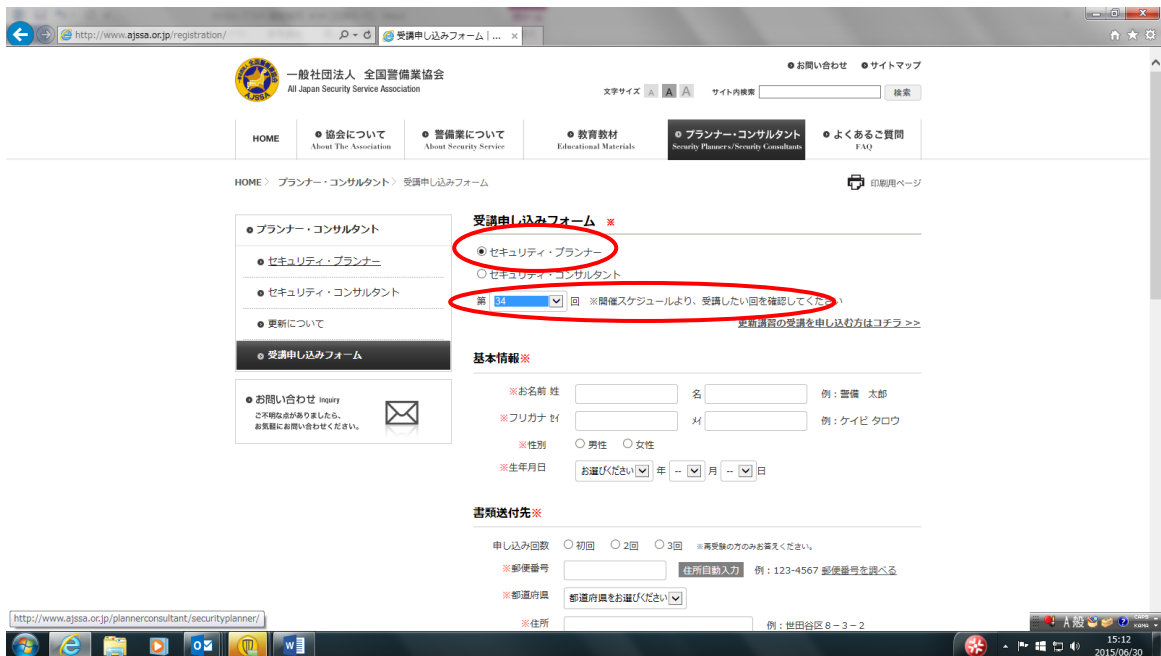 http://www.ajssa.or.jp/registration/
受講申し込みフォーム | ... ×
一般社団法人 全国警備業協会
All Japan Security Service Association
AJSSA
お問い合わせ サイトマップ
文字サイズ A A A サイト内検索 検索
HOME 協会について 警備業について 教育教材 プランナー・コンサルタント よくあるご質問
About The Association About Security Service Educational Materials Security Planners/Security Consultants FAQ
HOME〉 プランナー・コンサルタント〉 受講申し込みフォーム
印刷用ページ
プランナー・コンサルタント
セキュリティ・プランナー
セキュリティ・コンサルタント
更新について
受講申し込みフォーム
お問い合わせ Inquiry
ご不明な点がありましたら、
お気軽にお問い合わせください。
受講申し込みフォーム ※
セキュリティ・プランナー
セキュリティ・コンサルタント
第 34 回 ※開催スケジュールより、受講したい回を確認してください
更新講習の受講を申し込む方はコチラ >>
基本情報※
※お名前 姓 名 例：警備 太郎
※フリガナ セイ メイ 例：ケイビ タロウ
※性別 男性 女性
※生年月日 お選びください 年 -- 月 -- 日
書類送付先※
申し込み回数 初回 2回 3回 ※再受験の方のみお答えください。
※郵便番号 住所自動入力 例：123-4567 郵便番号を調べる
※都道府県 都道府県をお選びください
※住所 例：世田谷区８－３－２
http://www.ajssa.or.jp/plannerconsultant/securityplanner/
A 般 CAPS
KANA
15:12
2015/06/30